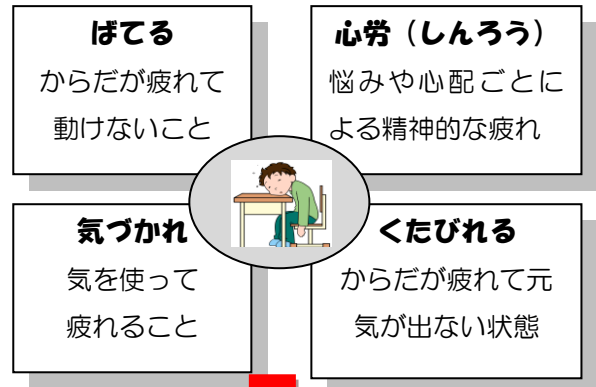 ばてる
からだが疲れて
動けないこと
心労（しんろう）
悩みや心配ごとに
よる精神的な疲れ
気づかれ
気を使って
疲れること
くたびれる
からだが疲れて元
気が出ない状態